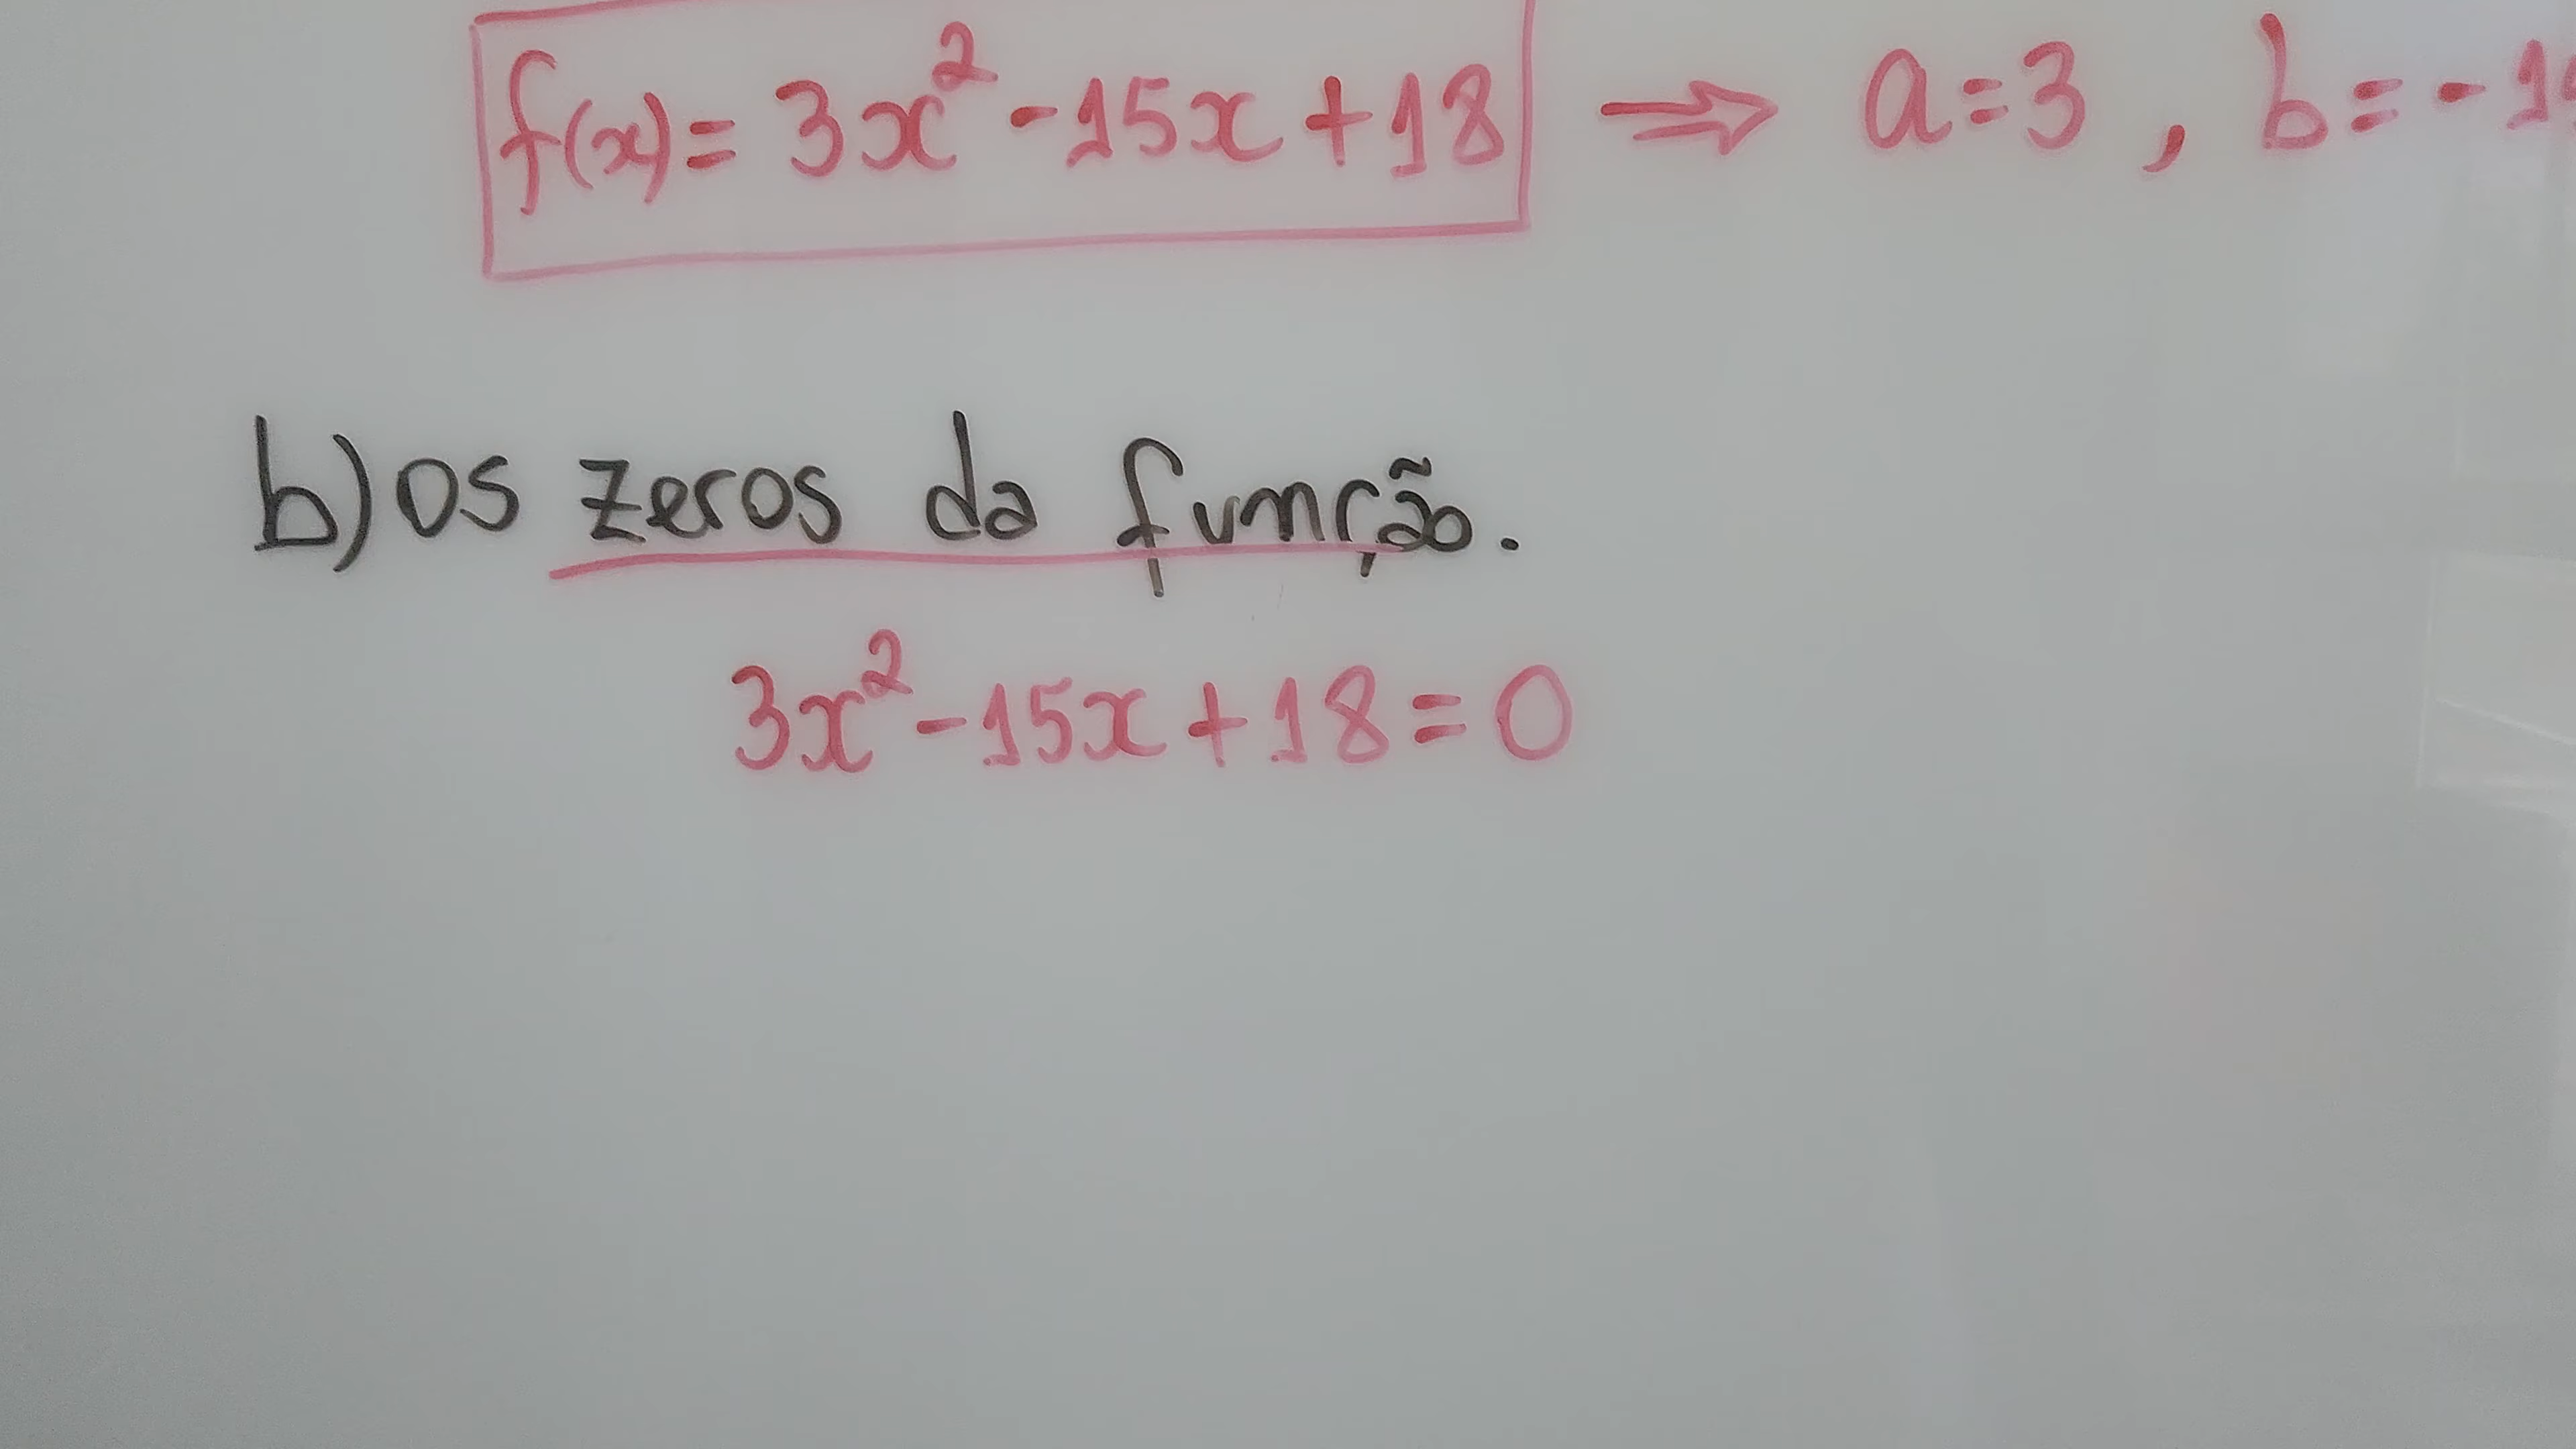 f(x) = 3x² - 15x + 18 ⇒ a = 3 , b = - 1
b) os zeros da função.
3x² - 15x + 18 = 0